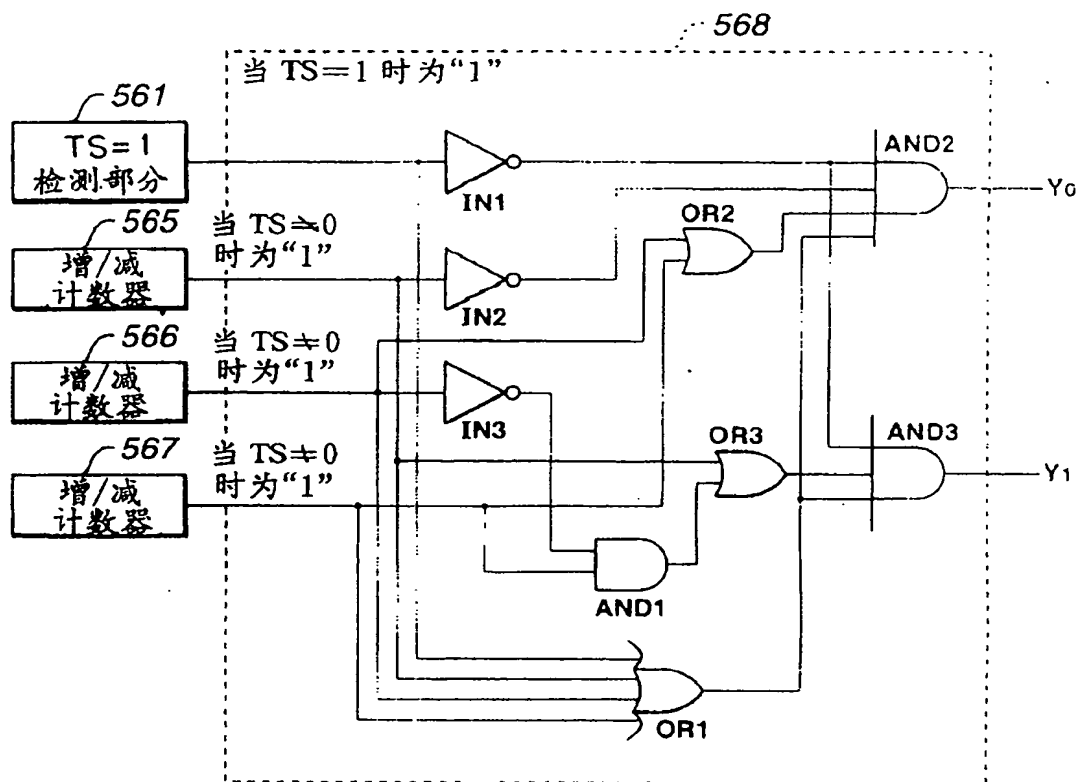 568
当 TS=1 时为“1”
561
TS=1
检测部分
IN1
AND2
Y0
565
增/减
计数器
当 TS≠0
时为“1”
IN2
OR2
566
增/减
计数器
当 TS≠0
时为“1”
IN3
567
增/减
计数器
当 TS≠0
时为“1”
OR3
AND3
Y1
AND1
OR1